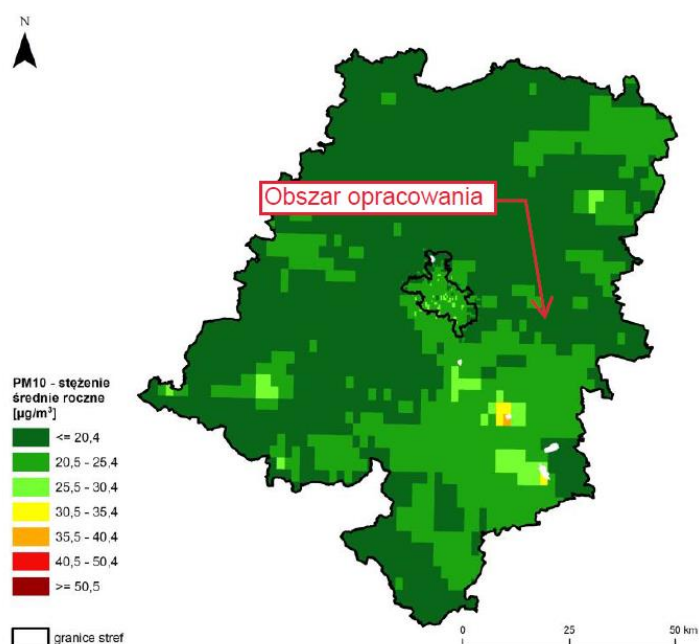 N
Obszar opracowania
PM10 - stężenie
średnie roczne
[µg/m³]
<= 20,4
20,5 - 25,4
25,5 - 30,4
30,5 - 35,4
35,5 - 40,4
40,5 - 50,4
>= 50,5
granice stref
0 25 50 km